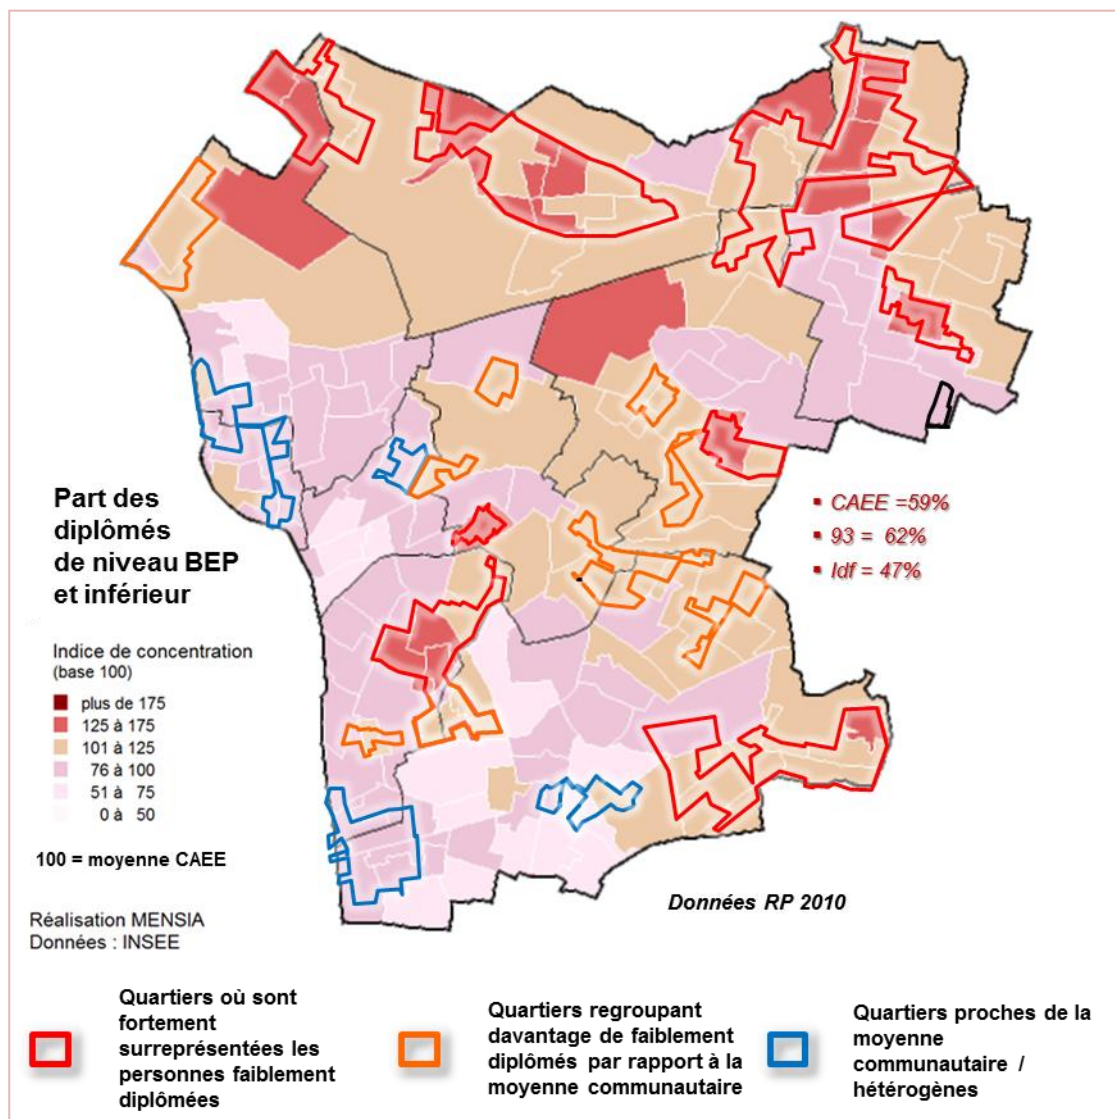 Part des
diplômés
de niveau BEP
et inférieur
Indice de concentration
(base 100)
plus de 175
125 à 175
101 à 125
76 à 100
51 à 75
0 à 50
100 = moyenne CAEE
Réalisation MENSIA
Données : INSEE
▪ CAEE =59%
▪ 93 = 62%
▪ Idf = 47%
Données RP 2010
Quartiers où sont
fortement
surreprésentées les
personnes faiblement
diplômées
Quartiers regroupant
davantage de faiblement
diplômés par rapport à la
moyenne communautaire
Quartiers proches de la
moyenne
communautaire /
hétérogènes